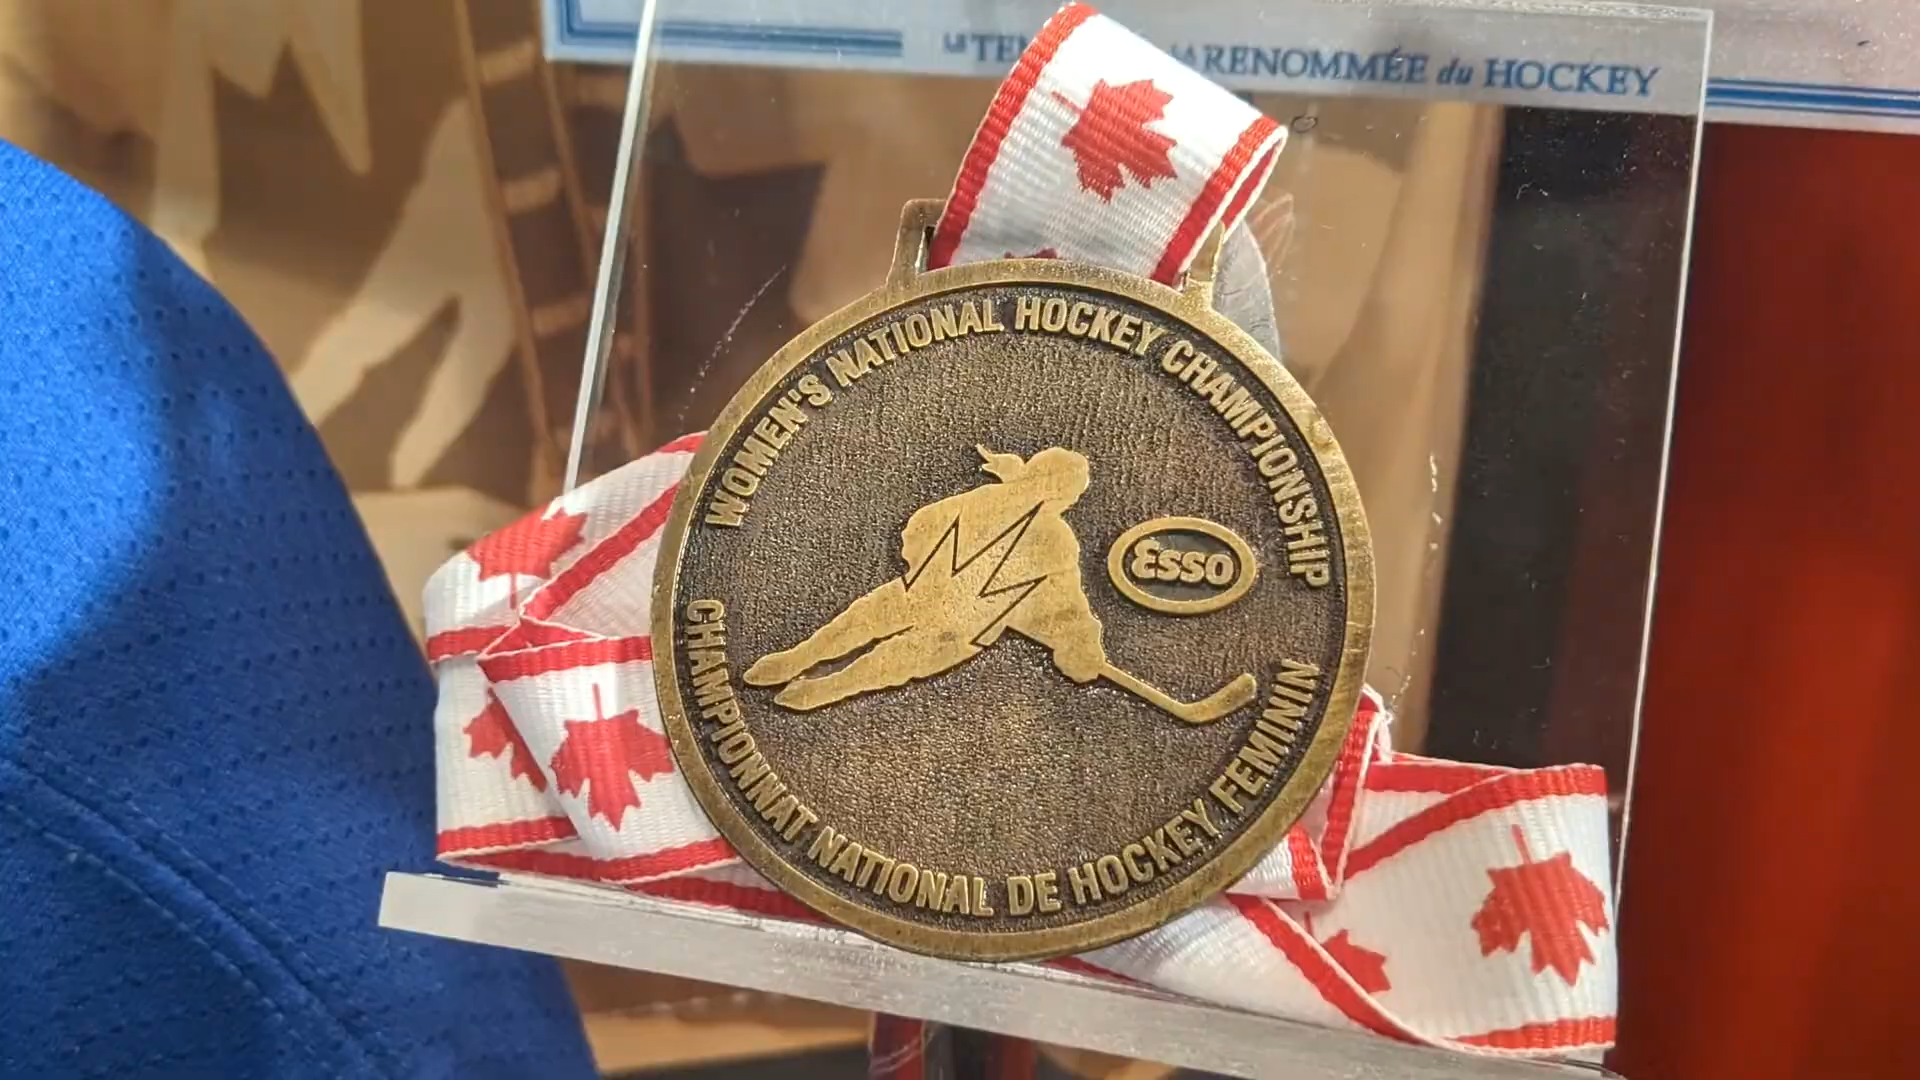 RENOMMÉE du HOCKEY
WOMEN'S NATIONAL HOCKEY CHAMPIONSHIP
Esso
CHAMPIONNAT NATIONAL DE HOCKEY FEMININ